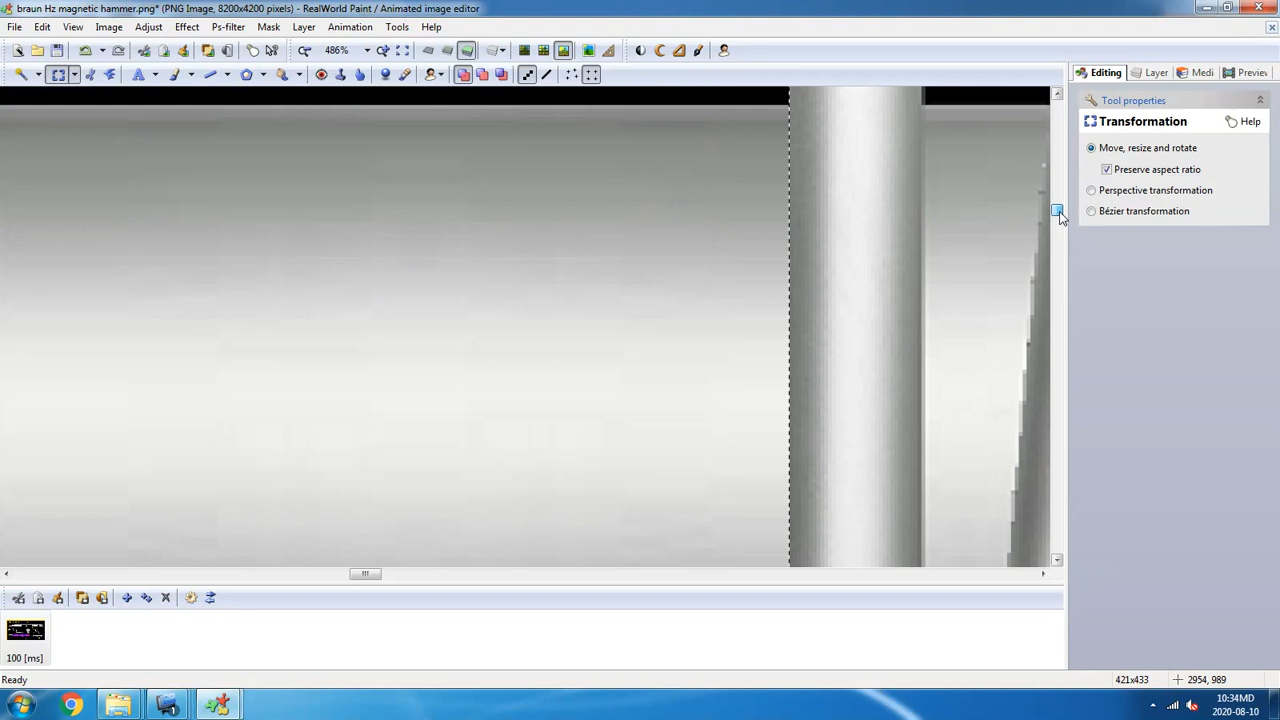 braun Hz magnetic hammer.png* (PNG Image, 8200x4200 pixels) - RealWorld Paint / Animated image editor
File Edit View Image Adjust Effect Ps-filter Mask Layer Animation Tools Help
486%
Editing Layer Medi Previev
Tool properties
Transformation Help
Move, resize and rotate
Preserve aspect ratio
Perspective transformation
Bézier transformation
100 [ms]
Ready 421x433 2954, 989
10:34MD
2020-08-10